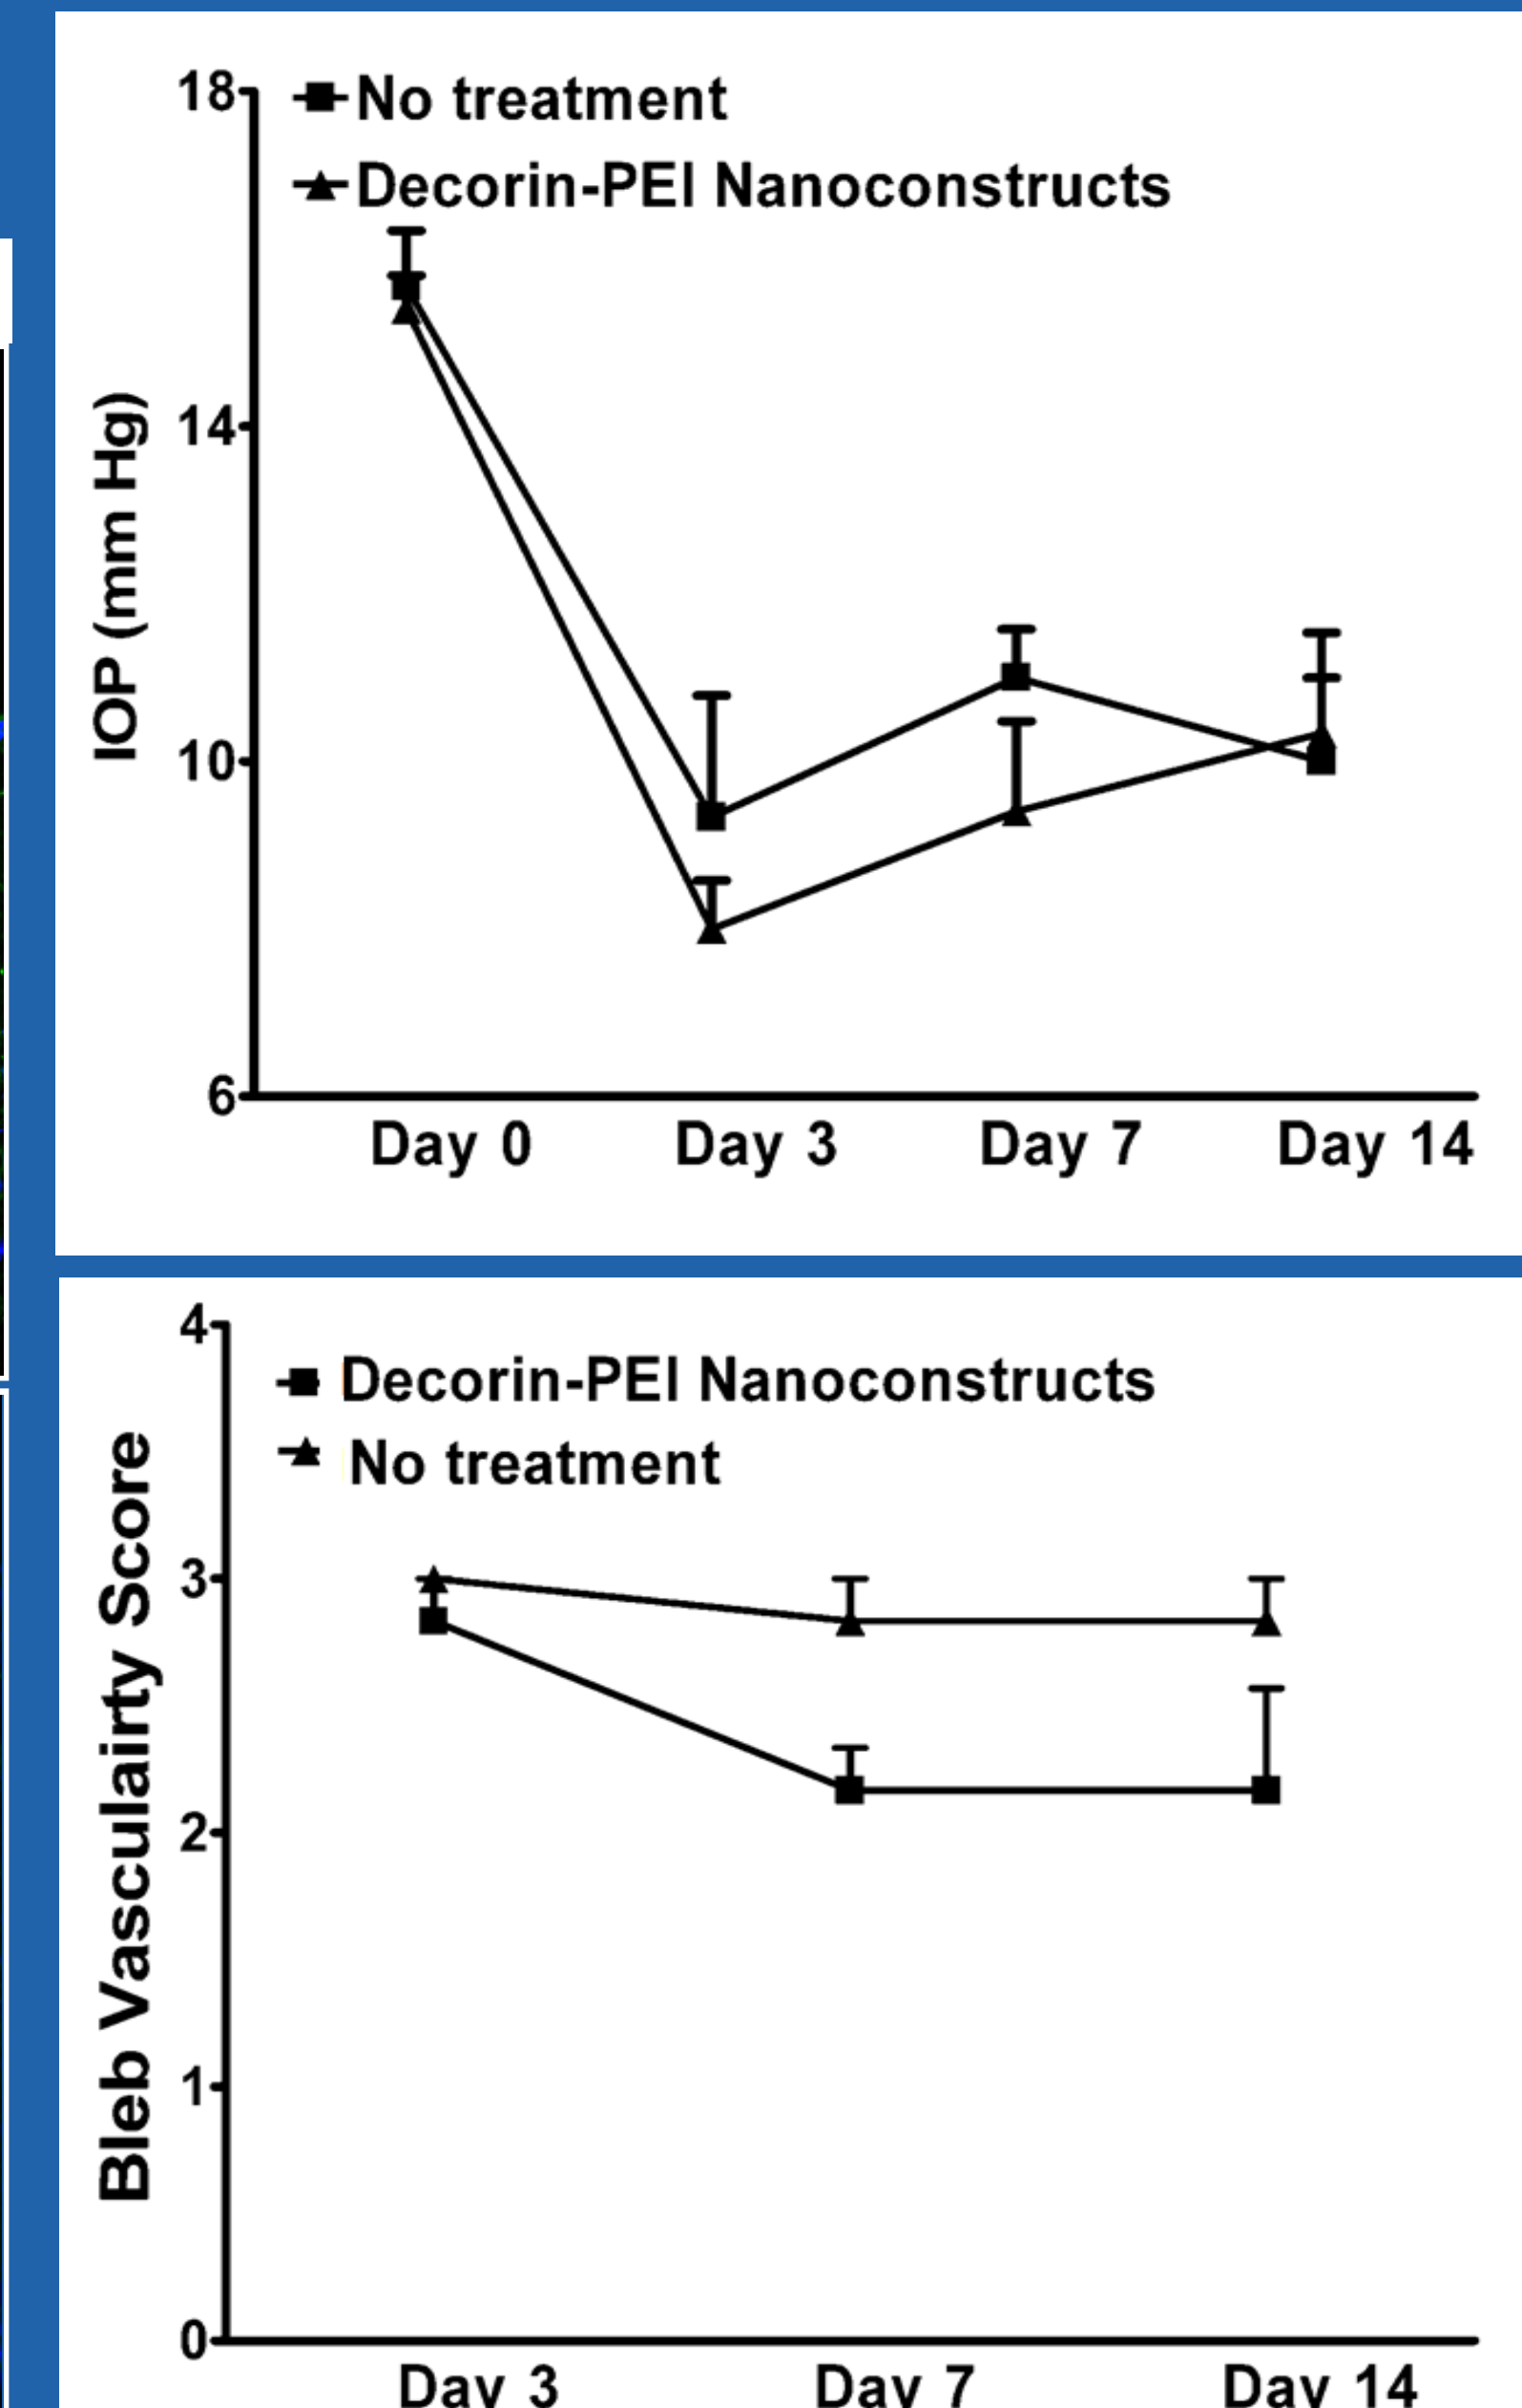 18
No treatment
Decorin-PEI Nanoconstructs
14
10
6
IOP (mm Hg)
Day 0 Day 3 Day 7 Day 14
4
Decorin-PEI Nanoconstructs
No treatment
3
2
1
0
Bleb Vasculairty Score
Day 3 Day 7 Day 14